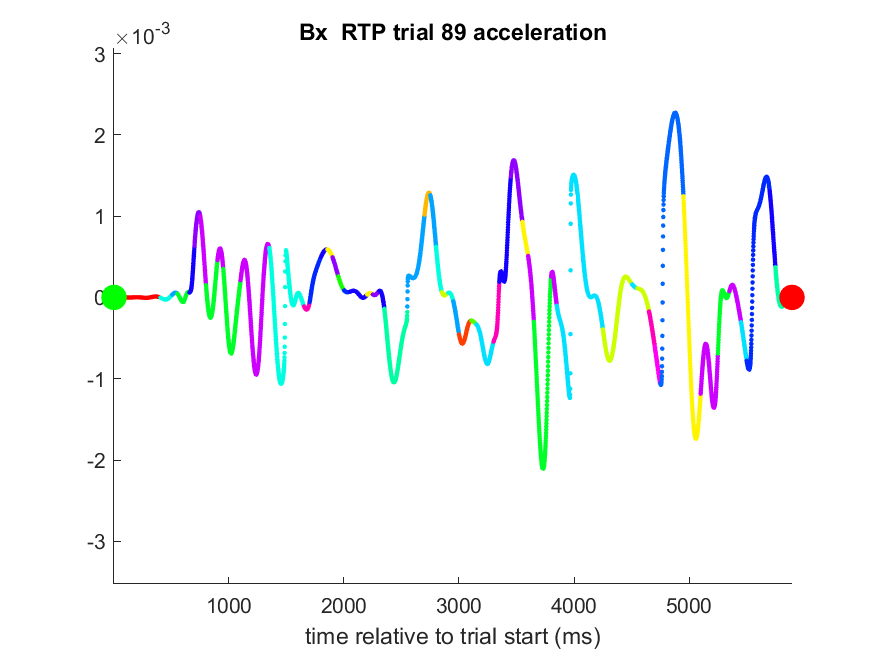 Bx  RTP trial 89 acceleration
×10⁻³
3
2
1
0
-1
-2
-3
1000 2000 3000 4000 5000
time relative to trial start (ms)